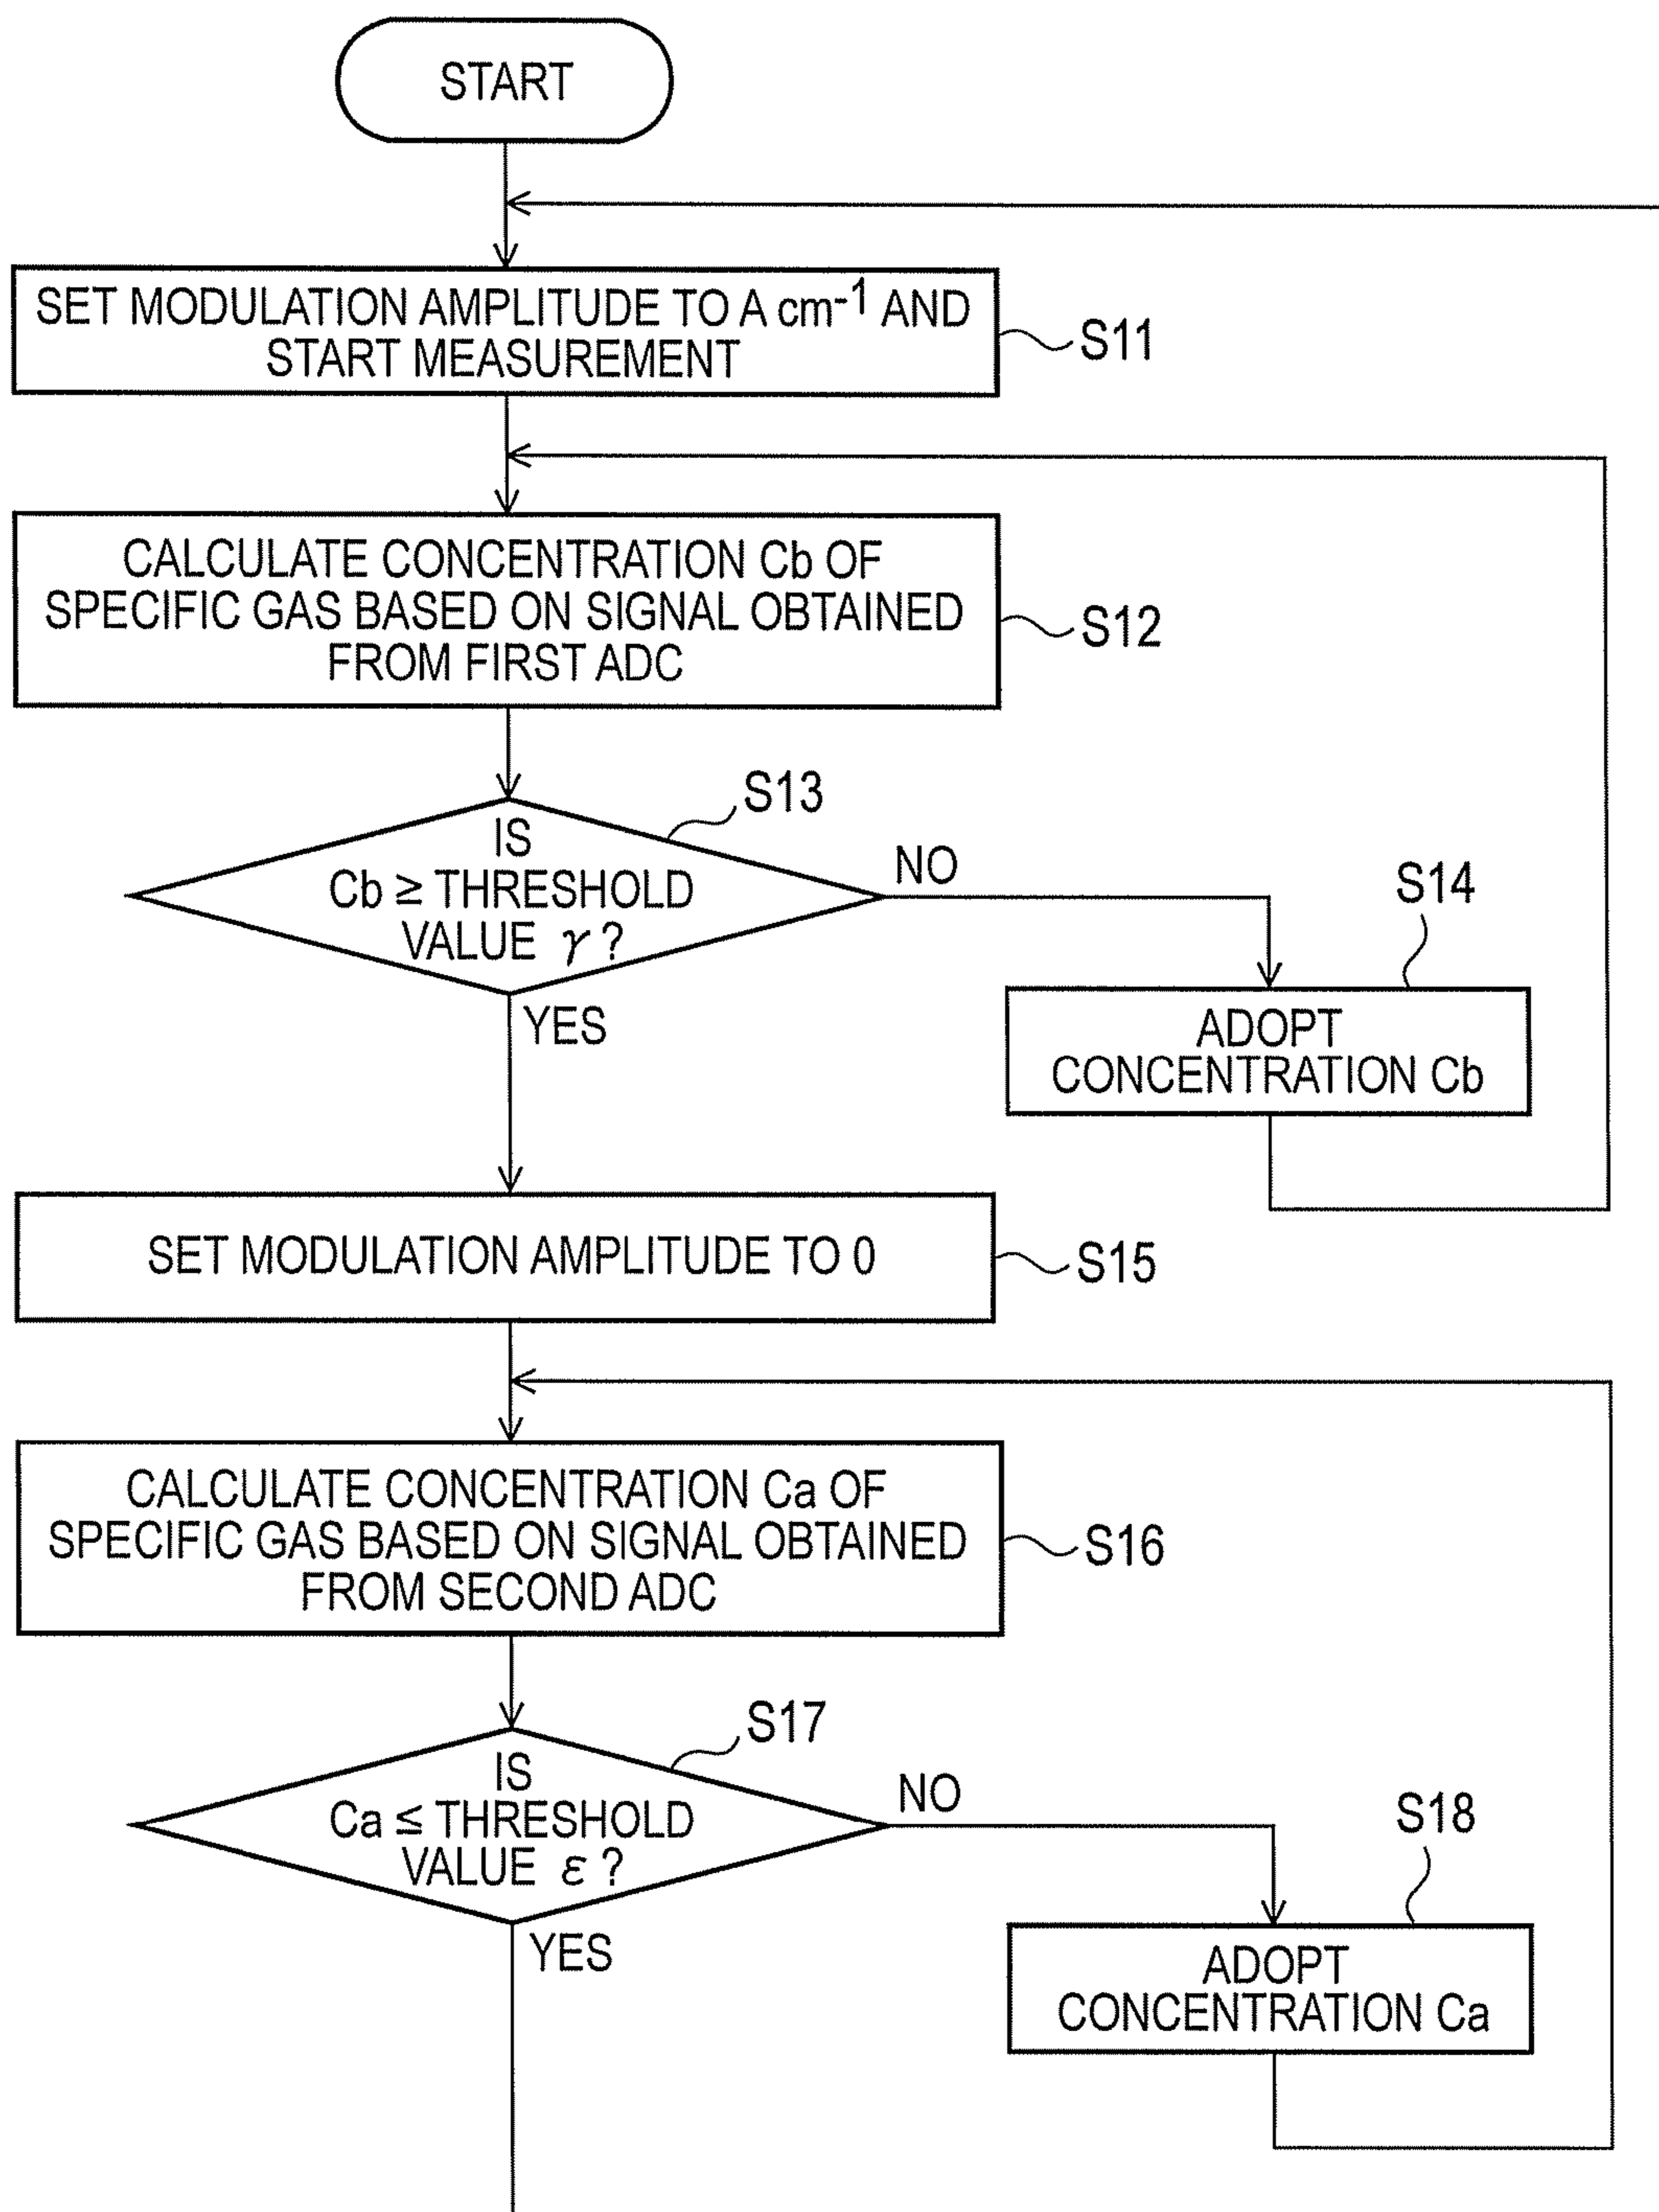 START
SET MODULATION AMPLITUDE TO A cm⁻¹ AND
START MEASUREMENT
S11
CALCULATE CONCENTRATION Cb OF
SPECIFIC GAS BASED ON SIGNAL OBTAINED
FROM FIRST ADC
S12
S13
IS
Cb ≥ THRESHOLD
VALUE γ ?
NO
YES
S14
ADOPT
CONCENTRATION Cb
SET MODULATION AMPLITUDE TO 0
S15
CALCULATE CONCENTRATION Ca OF
SPECIFIC GAS BASED ON SIGNAL OBTAINED
FROM SECOND ADC
S16
S17
IS
Ca ≤ THRESHOLD
VALUE ε ?
NO
YES
S18
ADOPT
CONCENTRATION Ca